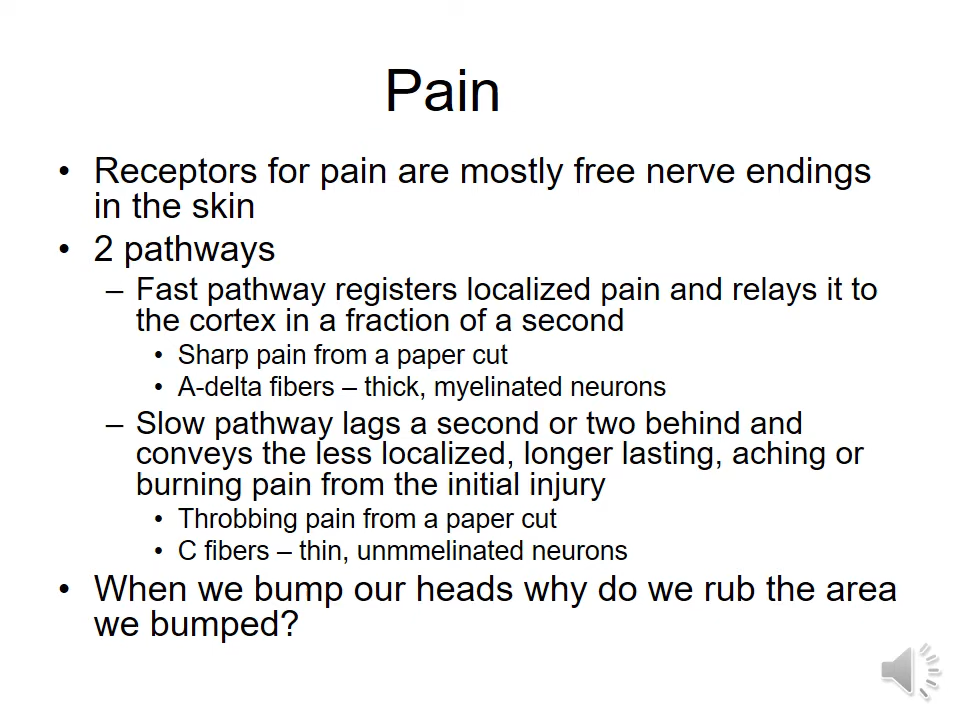 Pain
• Receptors for pain are mostly free nerve endings
in the skin
• 2 pathways
– Fast pathway registers localized pain and relays it to
the cortex in a fraction of a second
• Sharp pain from a paper cut
• A-delta fibers – thick, myelinated neurons
– Slow pathway lags a second or two behind and
conveys the less localized, longer lasting, aching or
burning pain from the initial injury
• Throbbing pain from a paper cut
• C fibers – thin, unmmelinated neurons
• When we bump our heads why do we rub the area
we bumped?